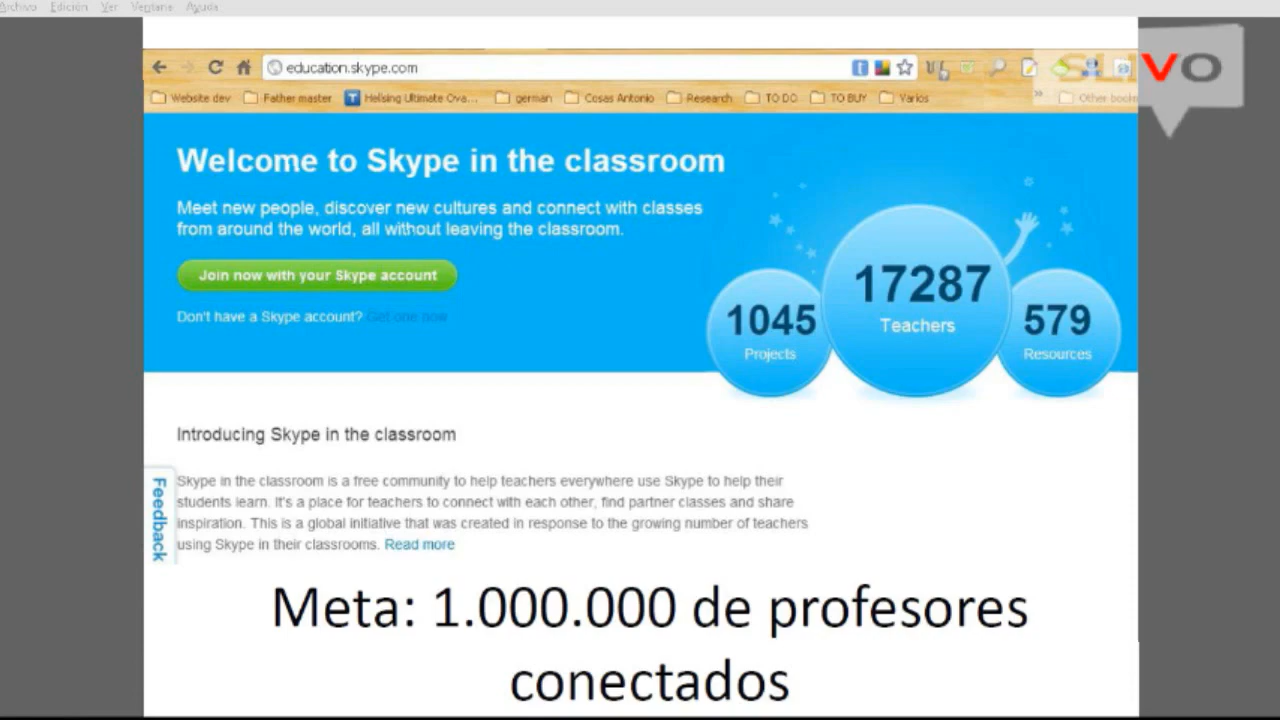 Archivo Edición Ver Ventana Ayuda
education.skype.com
Website dev Father master Hellsing Ultimate Ova... german Cosas Antonio Research TO DO TO BUY Varios » Other book
VO
Welcome to Skype in the classroom
Meet new people, discover new cultures and connect with classes
from around the world, all without leaving the classroom.
Join now with your Skype account
Don't have a Skype account? Get one now
1045
Projects
17287
Teachers
579
Resources
Introducing Skype in the classroom
Feedback
Skype in the classroom is a free community to help teachers everywhere use Skype to help their
students learn. It's a place for teachers to connect with each other, find partner classes and share
inspiration. This is a global initiative that was created in response to the growing number of teachers
using Skype in their classrooms. Read more
Meta: 1.000.000 de profesores
conectados